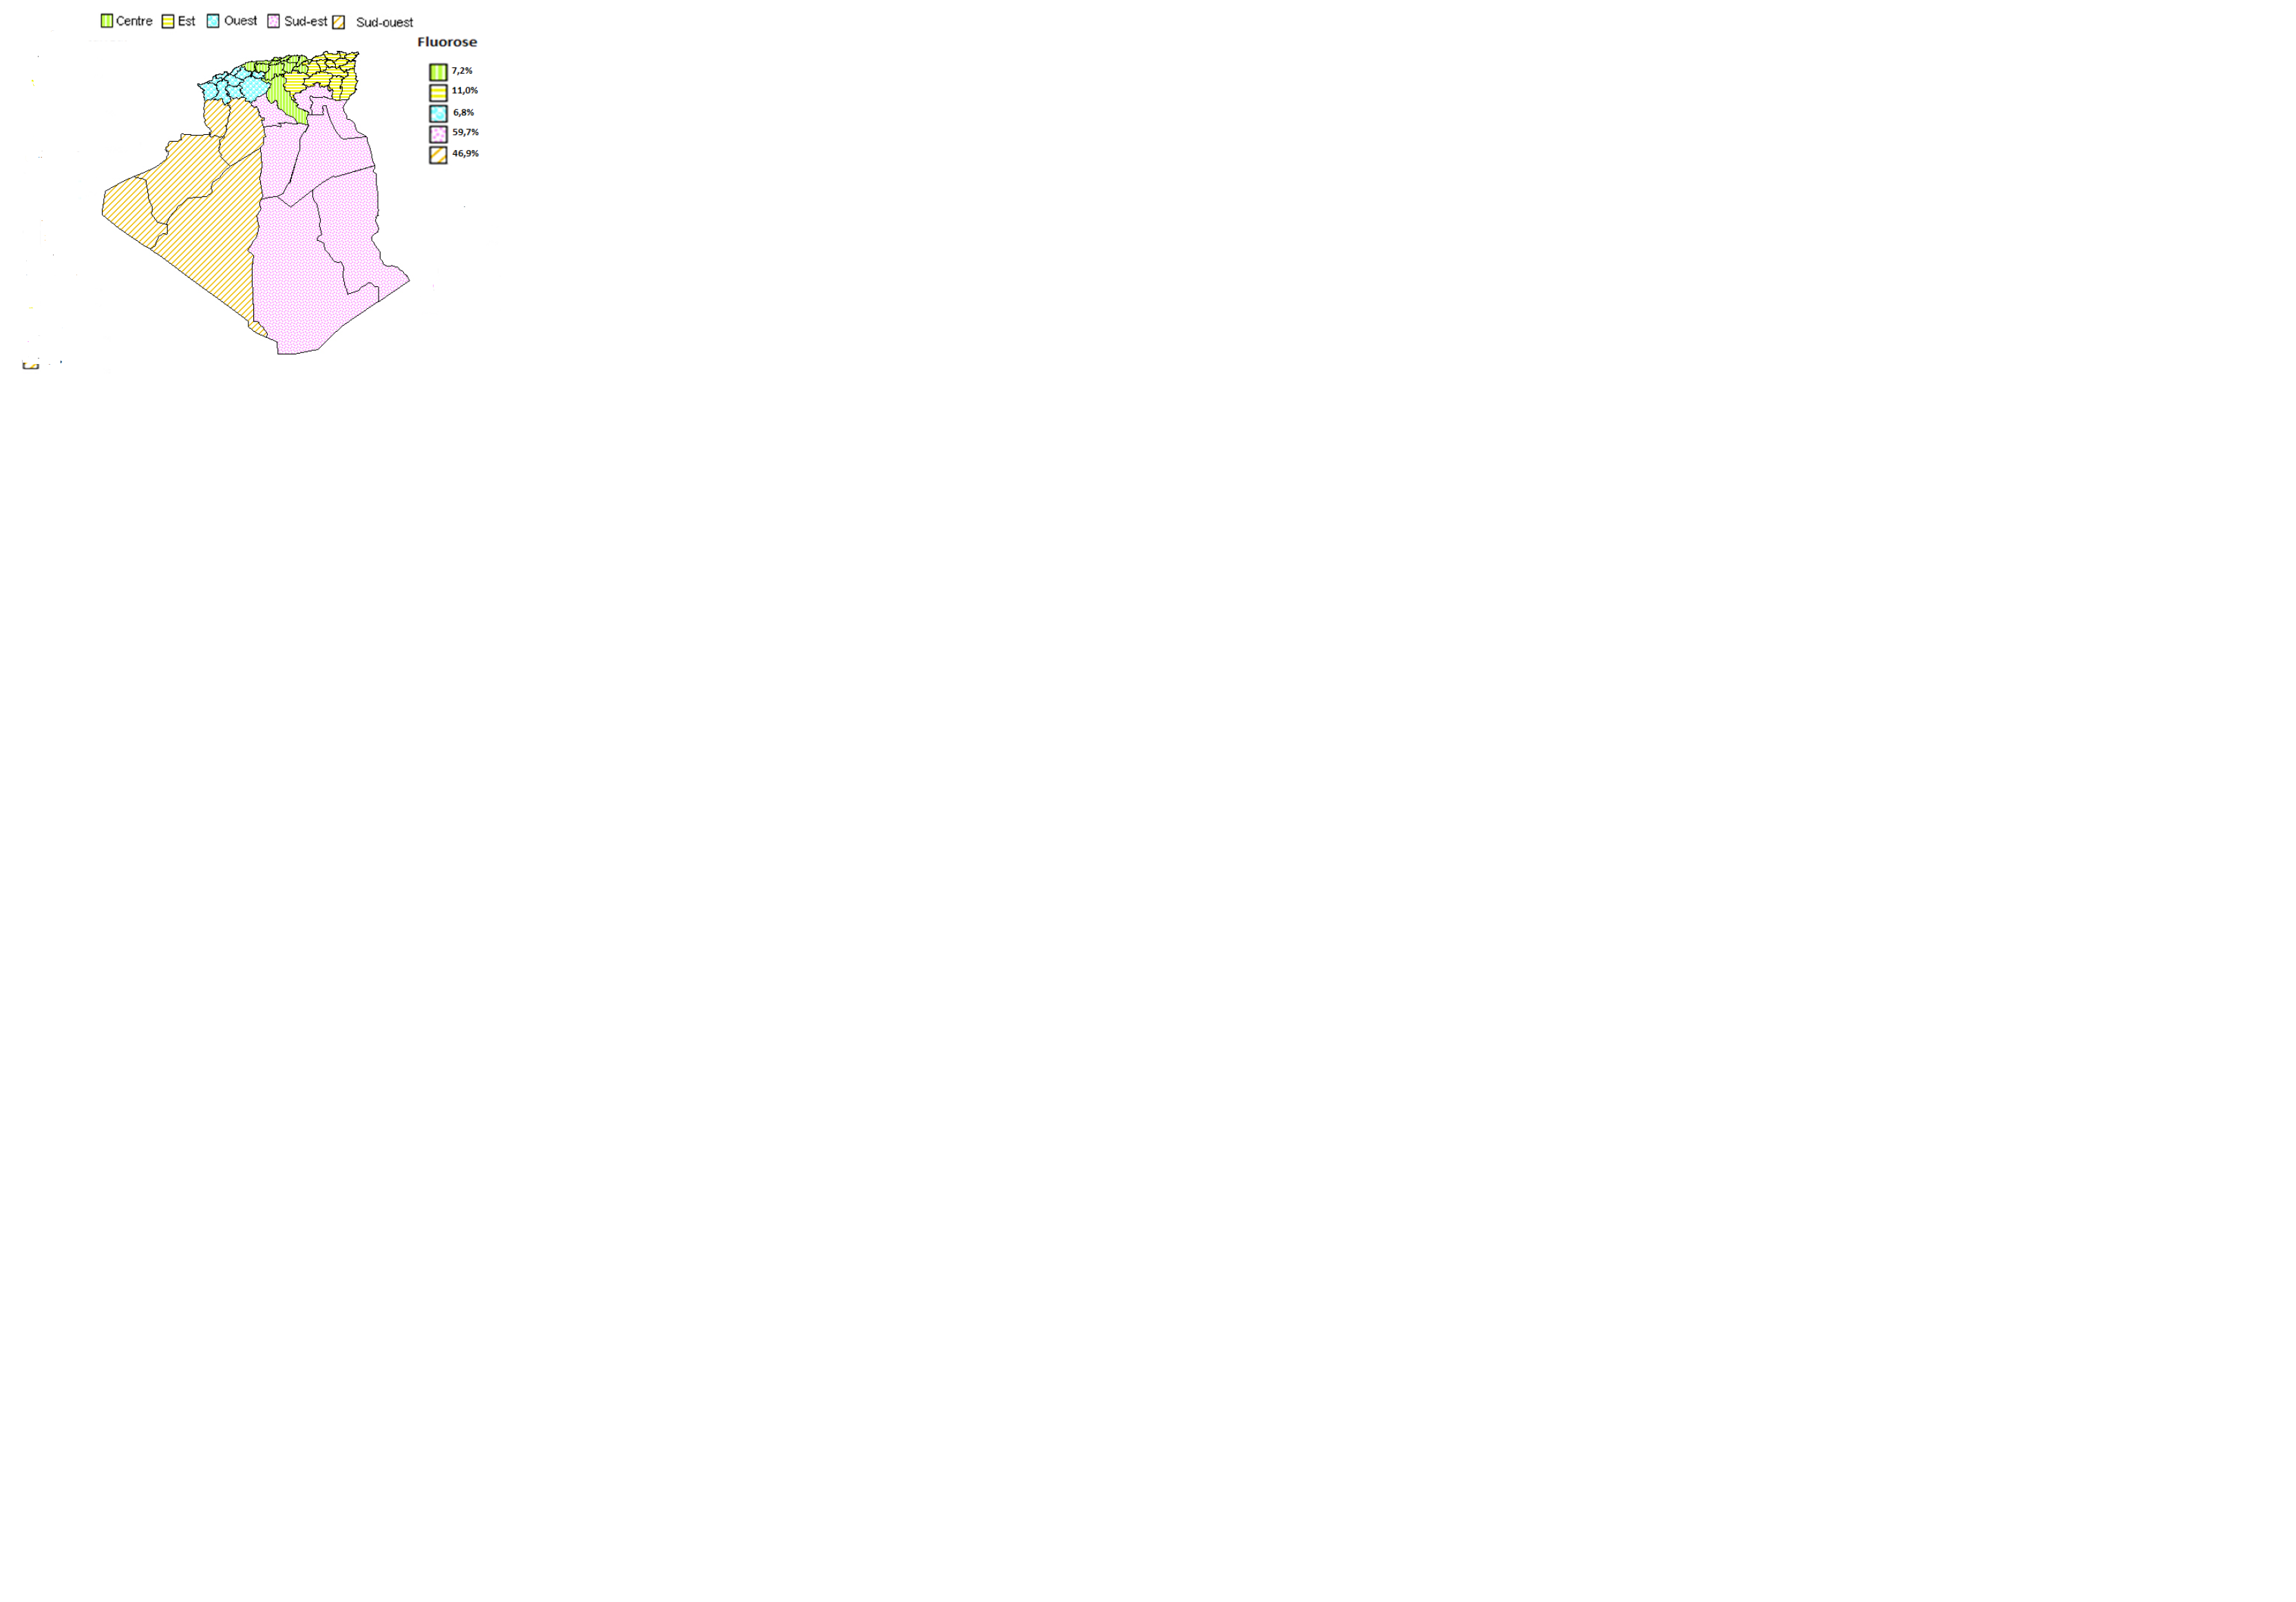 Centre Est Ouest Sud-est Sud-ouest
Fluorose
7,2%
11,0%
6,8%
59,7%
46,9%